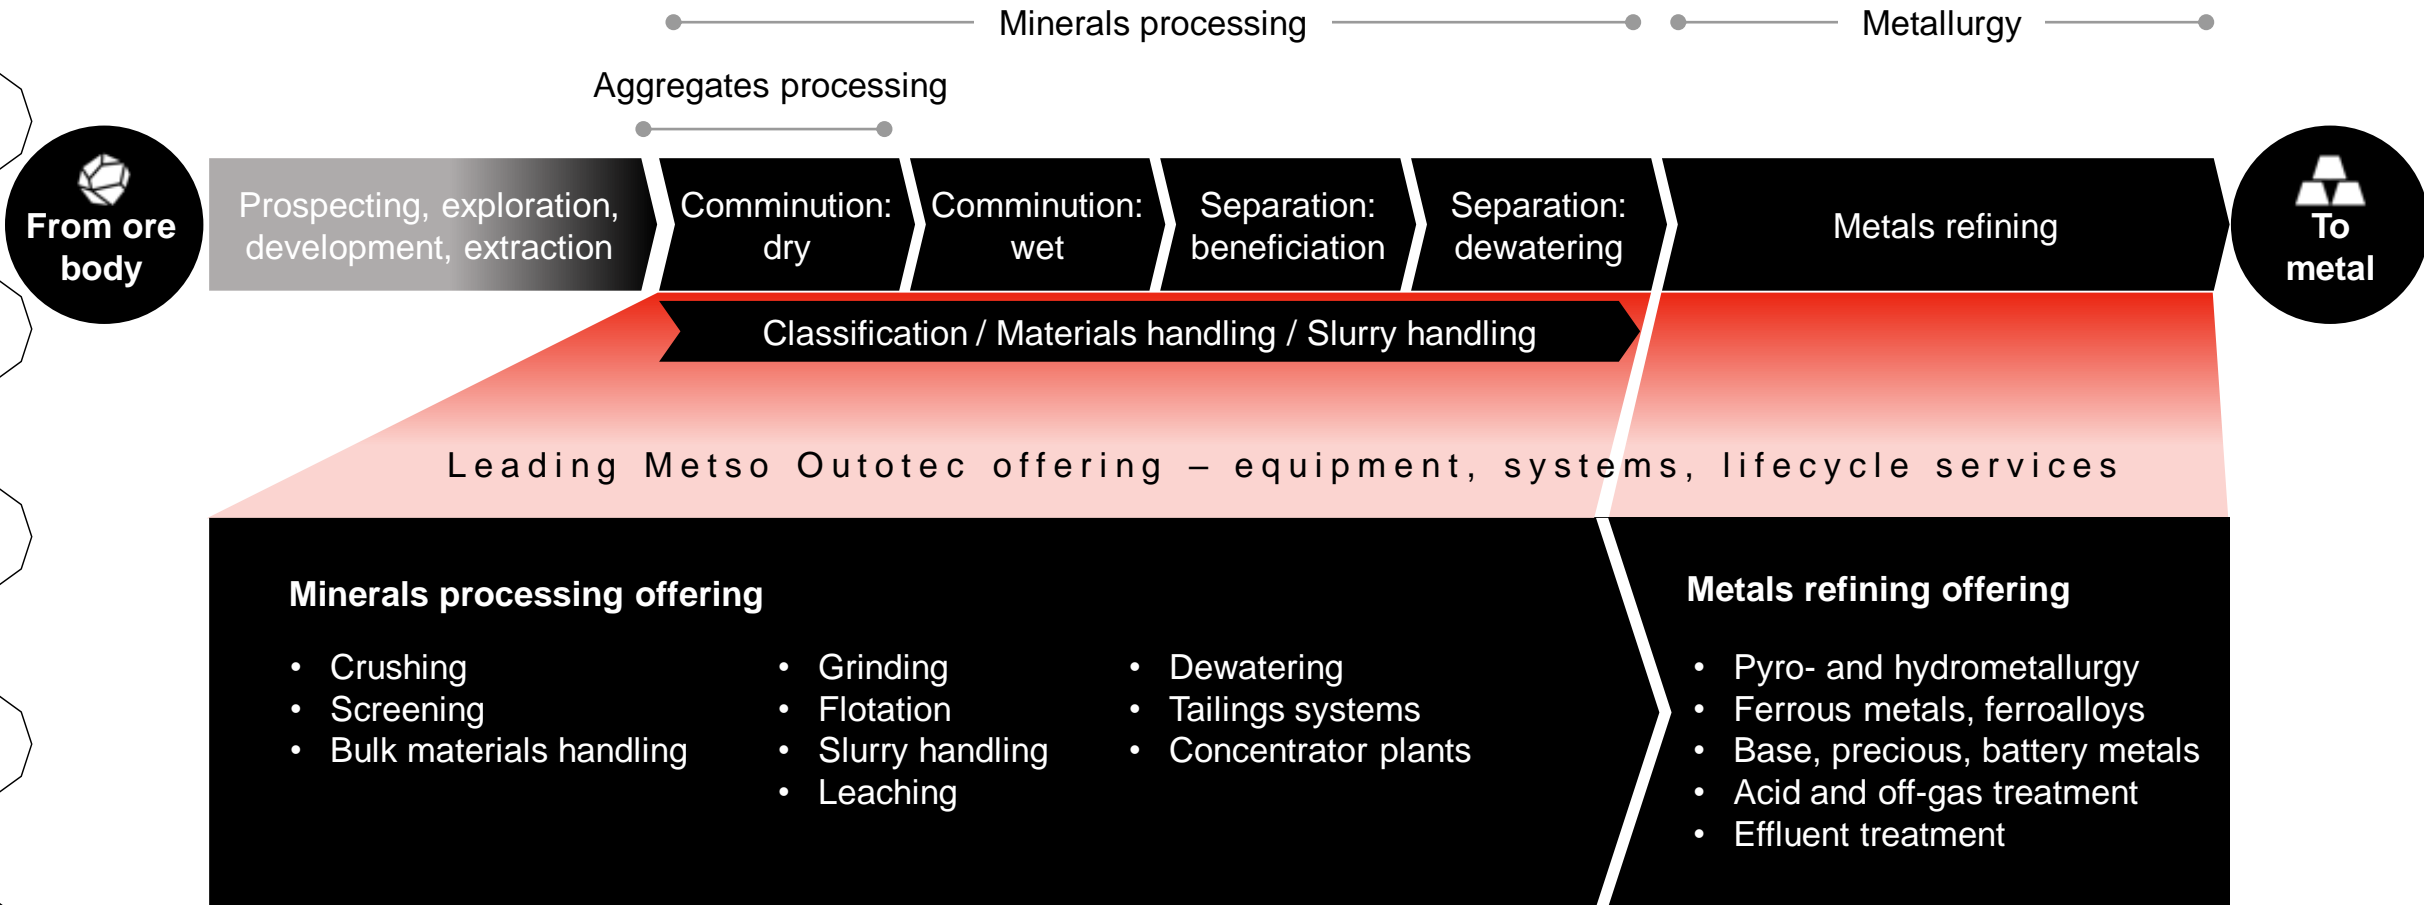 Minerals processing
Metallurgy
Aggregates processing
From ore
body
Prospecting, exploration,
development, extraction
Comminution:
dry
Comminution:
wet
Separation:
beneficiation
Separation:
dewatering
Metals refining
To
metal
Classification / Materials handling / Slurry handling
Leading Metso Outotec offering – equipment, systems, lifecycle services
Minerals processing offering
• Crushing
• Screening
• Bulk materials handling
• Grinding
• Flotation
• Slurry handling
• Leaching
• Dewatering
• Tailings systems
• Concentrator plants
Metals refining offering
• Pyro- and hydrometallurgy
• Ferrous metals, ferroalloys
• Base, precious, battery metals
• Acid and off-gas treatment
• Effluent treatment